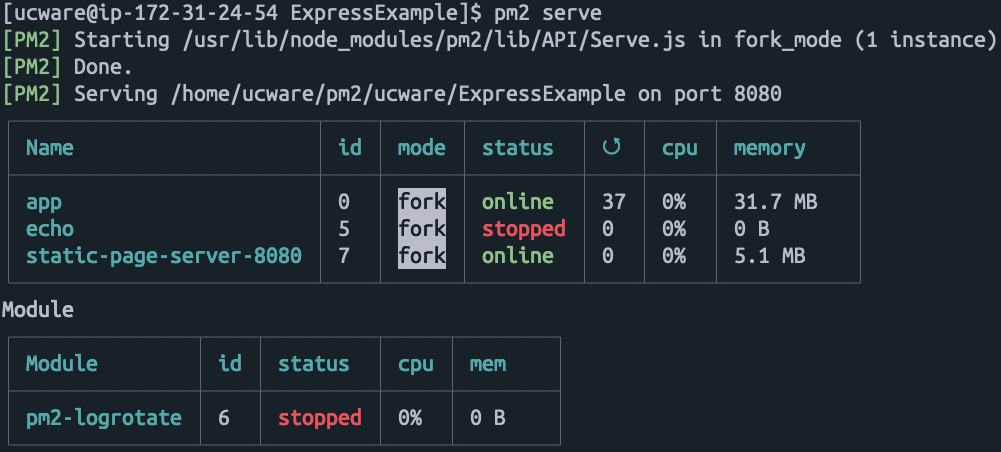 [ucware@ip-172-31-24-54 ExpressExample]$ pm2 serve
[PM2] Starting /usr/lib/node_modules/pm2/lib/API/Serve.js in fork_mode (1 instance)
[PM2] Done.
[PM2] Serving /home/ucware/pm2/ucware/ExpressExample on port 8080
Name id mode status ↺ cpu memory
app 0 fork online 37 0% 31.7 MB
echo 5 fork stopped 0 0% 0 B
static-page-server-8080 7 fork online 0 0% 5.1 MB
Module
Module id status cpu mem
pm2-logrotate 6 stopped 0% 0 B